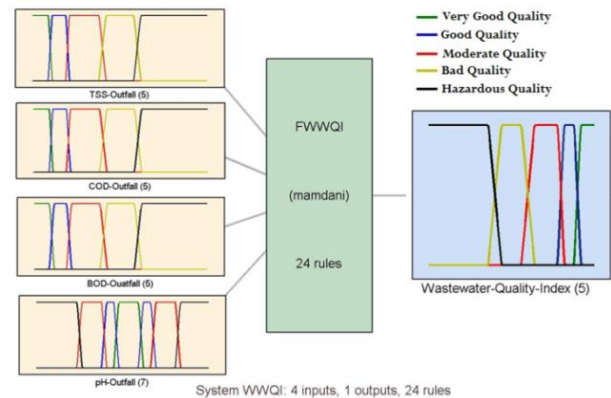 TSS-Outfall (5)
COD-Outfall (5)
BOD-Ouatfall (5)
pH-Outfall (7)
FWWQI
(mamdani)
24 rules
Very Good Quality
Good Quality
Moderate Quality
Bad Quality
Hazardous Quality
Wastewater-Quality-Index (5)
System WWQI: 4 inputs, 1 outputs, 24 rules